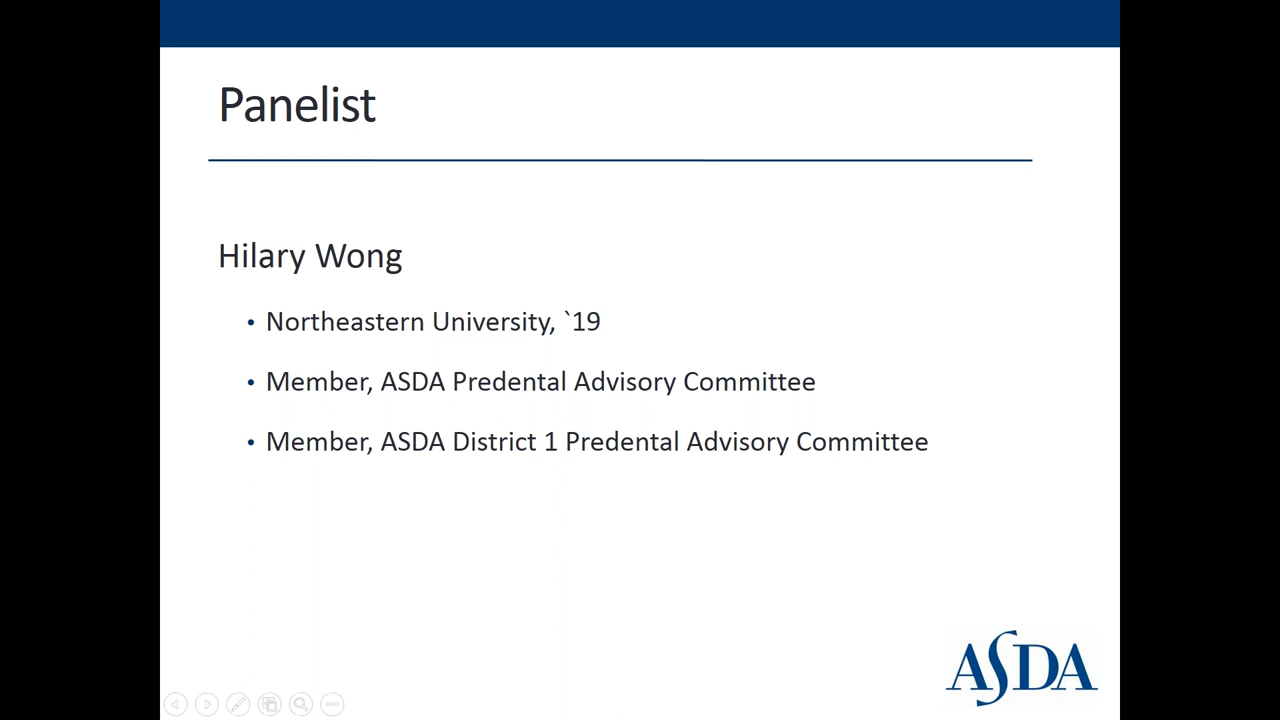 Panelist
Hilary Wong
• Northeastern University, `19
• Member, ASDA Predental Advisory Committee
• Member, ASDA District 1 Predental Advisory Committee
ASDA